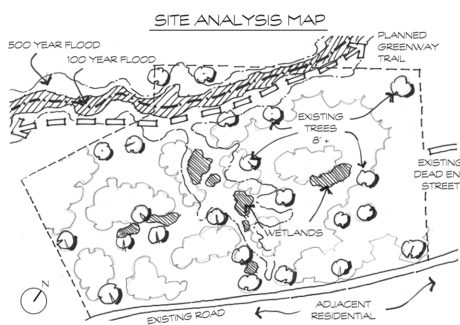 SITE ANALYSIS MAP
PLANNED
GREENWAY
TRAIL
500 YEAR FLOOD
100 YEAR FLOOD
EXISTING
TREES
8" +
EXISTING
DEAD EN
STREET
WETLANDS
N
EXISTING ROAD
ADJACENT
RESIDENTIAL